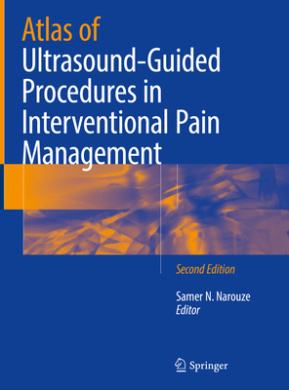 Atlas of
Ultrasound-Guided
Procedures in
Interventional Pain
Management
Second Edition
Samer N. Narouze
Editor
Springer